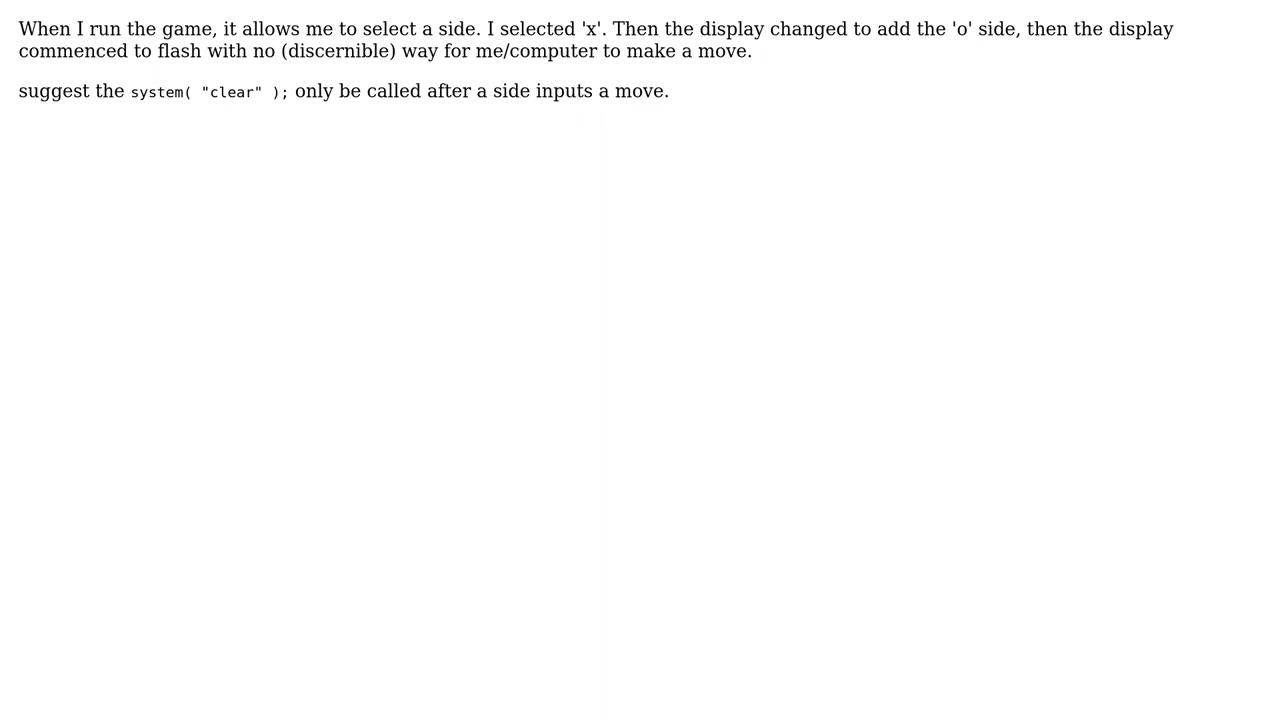 When I run the game, it allows me to select a side. I selected 'x'. Then the display changed to add the 'o' side, then the display
commenced to flash with no (discernible) way for me/computer to make a move.
suggest the system( "clear" ); only be called after a side inputs a move.